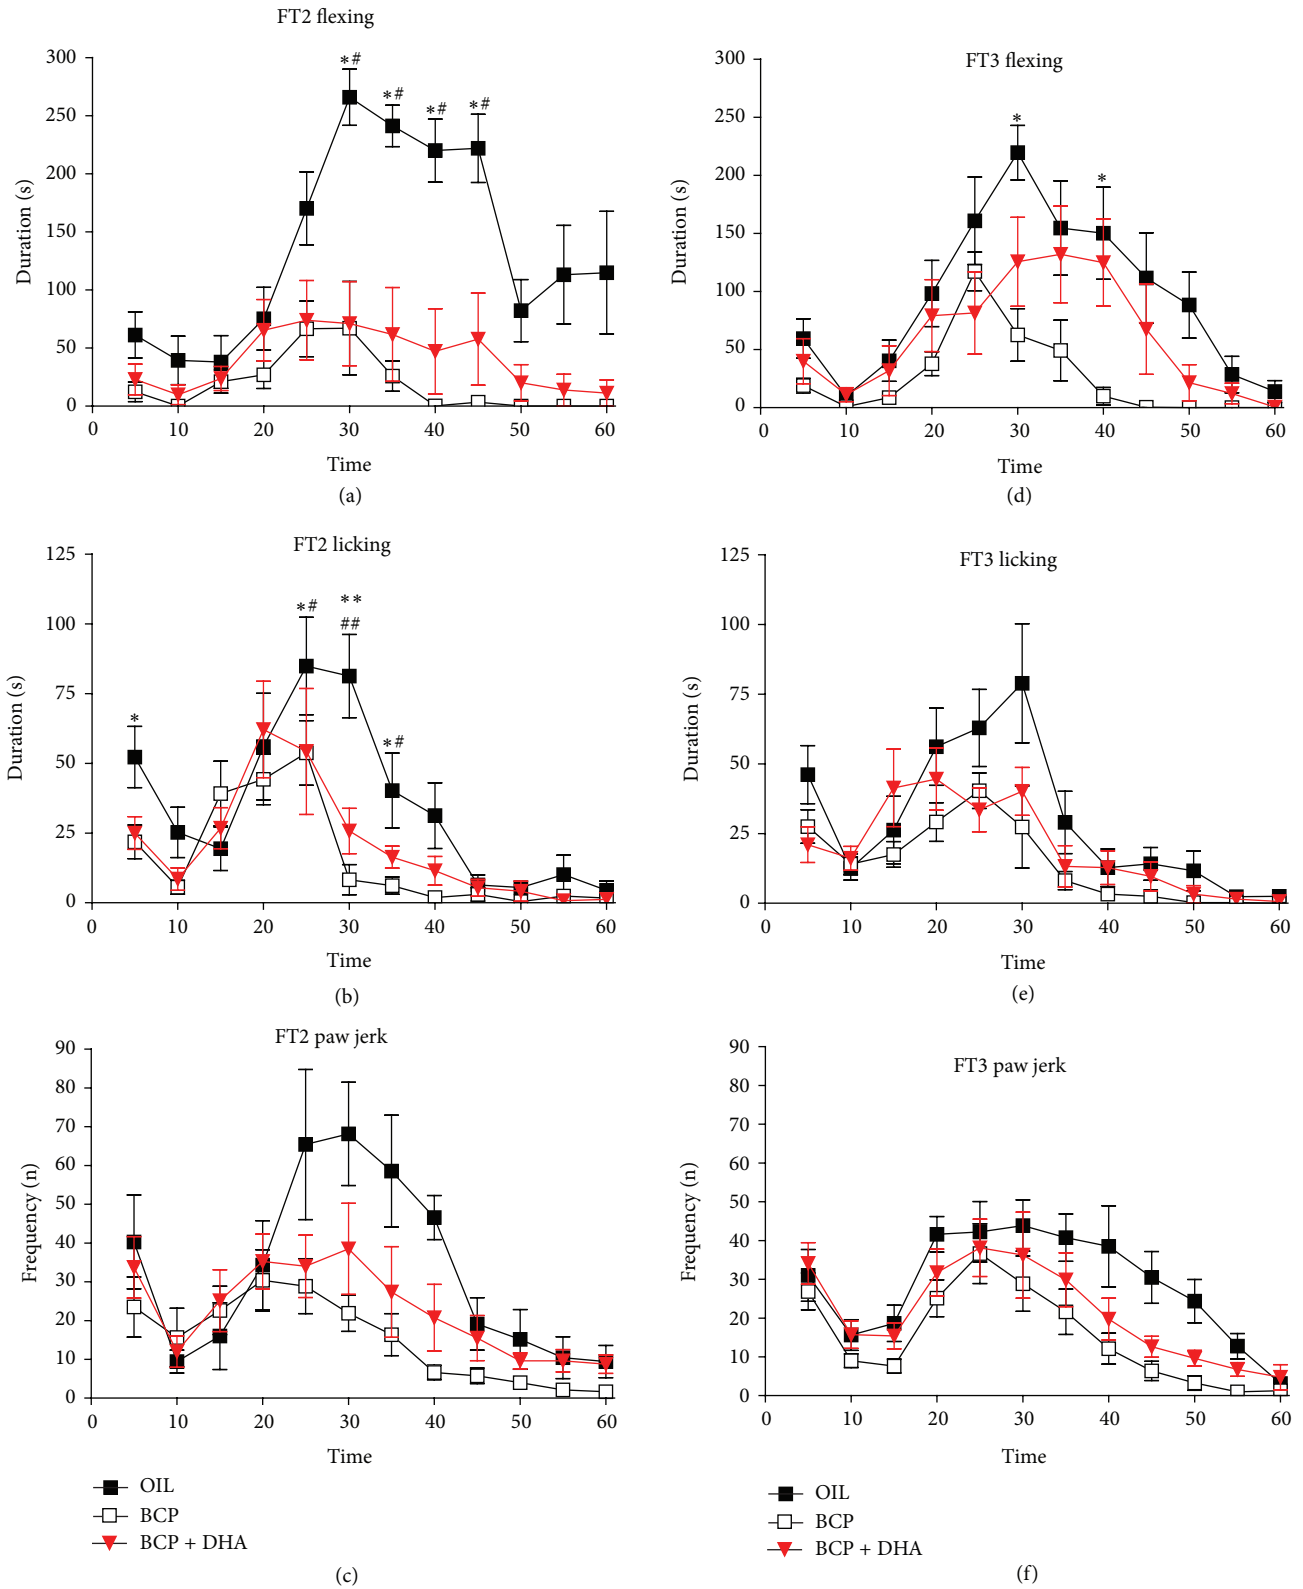 FT2 flexing
300
250
200
150
100
50
0
Duration (s)
*# *# *# *#
0 10 20 30 40 50 60
Time
(a)
FT3 flexing
300
250
200
150
100
50
0
Duration (s)
* *
0 10 20 30 40 50 60
Time
(d)
FT2 licking
125
100
75
50
25
0
Duration (s)
* *# ** *#
##
0 10 20 30 40 50 60
Time
(b)
FT3 licking
125
100
75
50
25
0
Duration (s)
0 10 20 30 40 50 60
Time
(e)
FT2 paw jerk
90
80
70
60
50
40
30
20
10
0
Frequency (n)
0 10 20 30 40 50 60
Time
OIL
BCP
BCP + DHA
(c)
FT3 paw jerk
90
80
70
60
50
40
30
20
10
0
Frequency (n)
0 10 20 30 40 50 60
Time
OIL
BCP
BCP + DHA
(f)